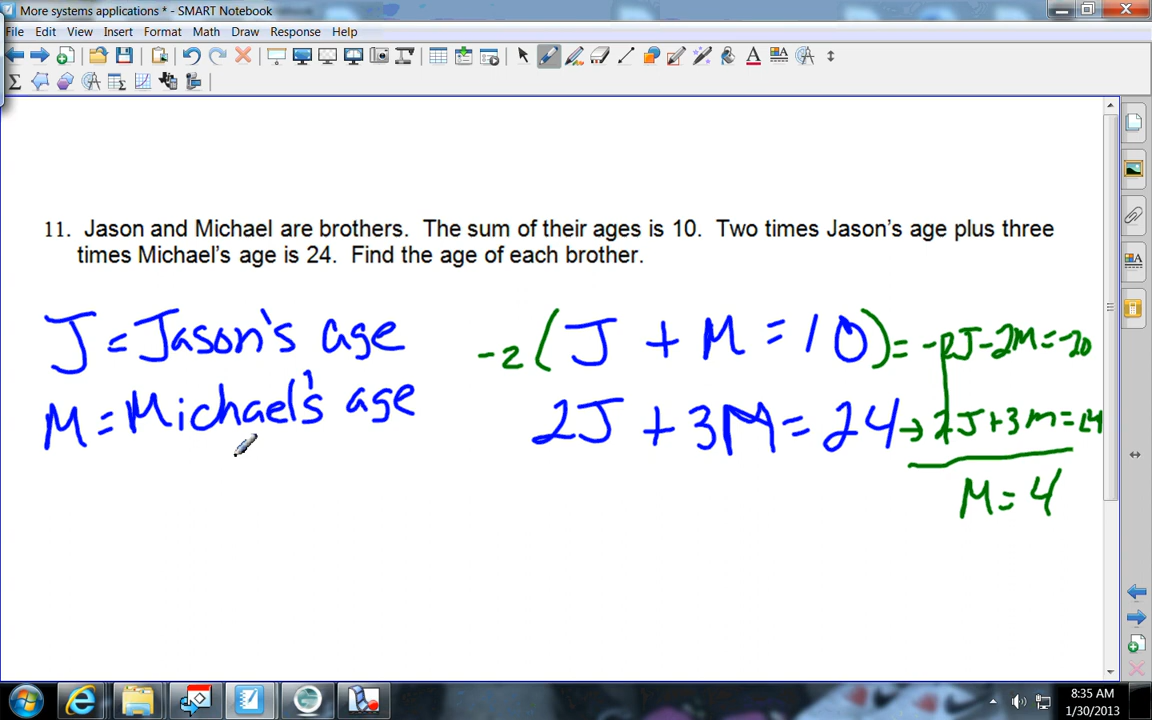 More systems applications * - SMART Notebook
File Edit View Insert Format Math Draw Response Help
11. Jason and Michael are brothers. The sum of their ages is 10. Two times Jason's age plus three
times Michael's age is 24. Find the age of each brother.
J = Jason's age
-2 (J + M = 10) = -2J - 2M = -20
M = Michael's age
2J + 3M = 24 → 2J + 3M = 24
M = 4
8:35 AM
1/30/2013